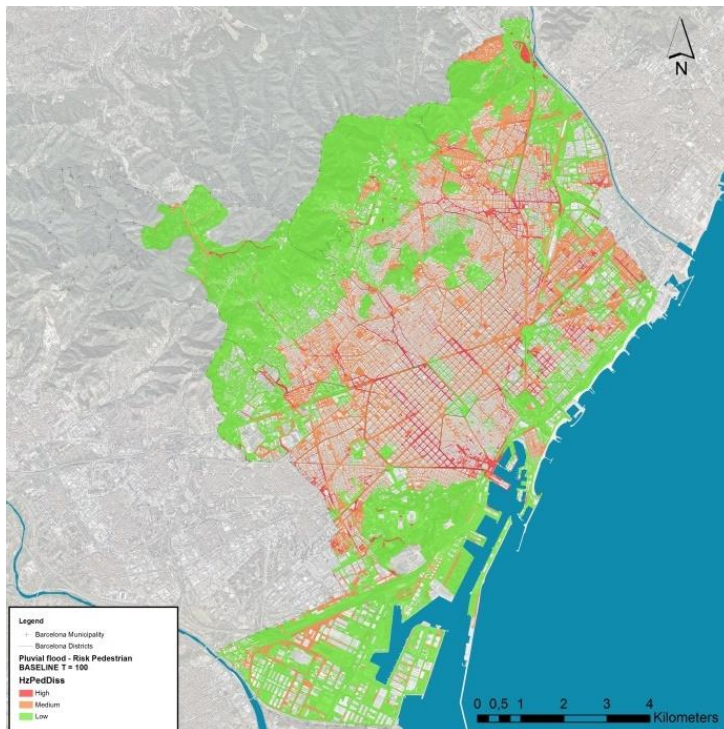 N
Legend
Barcelona Municipality
Barcelona Districts
Pluvial flood - Risk Pedestrian
BASELINE T = 100
HzPedDiss
High
Medium
Low
0 0,5 1 2 3 4
Kilometers